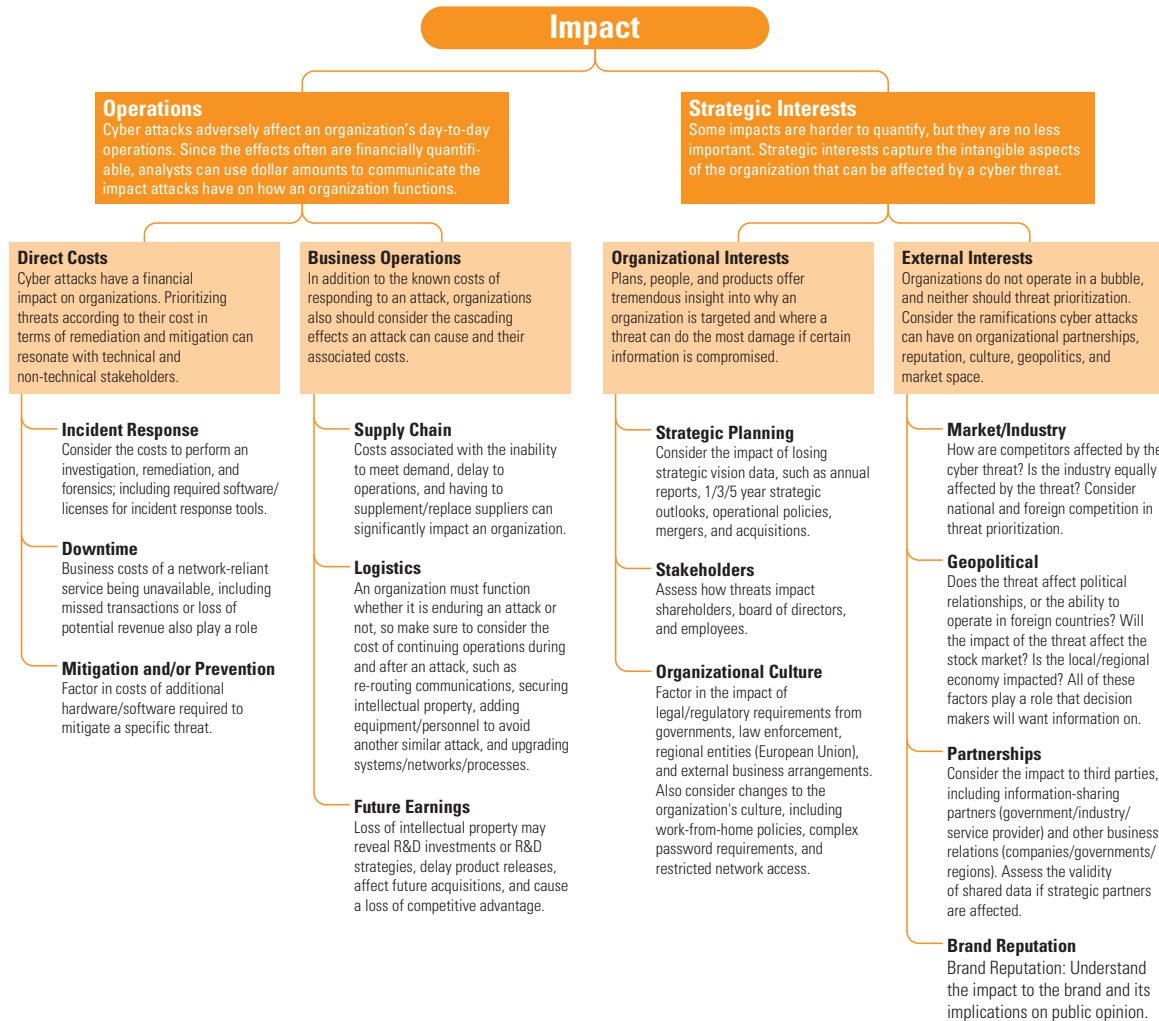 Impact
Operations
Cyber attacks adversely affect an organization's day-to-day
operations. Since the effects often are financially quantifi-
able, analysts can use dollar amounts to communicate the
impact attacks have on how an organization functions.
Strategic Interests
Some impacts are harder to quantify, but they are no less
important. Strategic interests capture the intangible aspects
of the organization that can be affected by a cyber threat.
Direct Costs
Cyber attacks have a financial
impact on organizations. Prioritizing
threats according to their cost in
terms of remediation and mitigation can
resonate with technical and
non-technical stakeholders.
Incident Response
Consider the costs to perform an
investigation, remediation, and
forensics; including required software/
licenses for incident response tools.
Downtime
Business costs of a network-reliant
service being unavailable, including
missed transactions or loss of
potential revenue also play a role
Mitigation and/or Prevention
Factor in costs of additional
hardware/software required to
mitigate a specific threat.
Business Operations
In addition to the known costs of
responding to an attack, organizations
also should consider the cascading
effects an attack can cause and their
associated costs.
Supply Chain
Costs associated with the inability
to meet demand, delay to
operations, and having to
supplement/replace suppliers can
significantly impact an organization.
Logistics
An organization must function
whether it is enduring an attack or
not, so make sure to consider the
cost of continuing operations during
and after an attack, such as
re-routing communications, securing
intellectual property, adding
equipment/personnel to avoid
another similar attack, and upgrading
systems/networks/processes.
Future Earnings
Loss of intellectual property may
reveal R&D investments or R&D
strategies, delay product releases,
affect future acquisitions, and cause
a loss of competitive advantage.
Organizational Interests
Plans, people, and products offer
tremendous insight into why an
organization is targeted and where a
threat can do the most damage if certain
information is compromised.
Strategic Planning
Consider the impact of losing
strategic vision data, such as annual
reports, 1/3/5 year strategic
outlooks, operational policies,
mergers, and acquisitions.
Stakeholders
Assess how threats impact
shareholders, board of directors,
and employees.
Organizational Culture
Factor in the impact of
legal/regulatory requirements from
governments, law enforcement,
regional entities (European Union),
and external business arrangements.
Also consider changes to the
organization's culture, including
work-from-home policies, complex
password requirements, and
restricted network access.
External Interests
Organizations do not operate in a bubble,
and neither should threat prioritization.
Consider the ramifications cyber attacks
can have on organizational partnerships,
reputation, culture, geopolitics, and
market space.
Market/Industry
How are competitors affected by the
cyber threat? Is the industry equally
affected by the threat? Consider
national and foreign competition in
threat prioritization.
Geopolitical
Does the threat affect political
relationships, or the ability to
operate in foreign countries? Will
the impact of the threat affect the
stock market? Is the local/regional
economy impacted? All of these
factors play a role that decision
makers will want information on.
Partnerships
Consider the impact to third parties,
including information-sharing
partners (government/industry/
service provider) and other business
relations (companies/governments/
regions). Assess the validity
of shared data if strategic partners
are affected.
Brand Reputation
Brand Reputation: Understand
the impact to the brand and its
implications on public opinion.